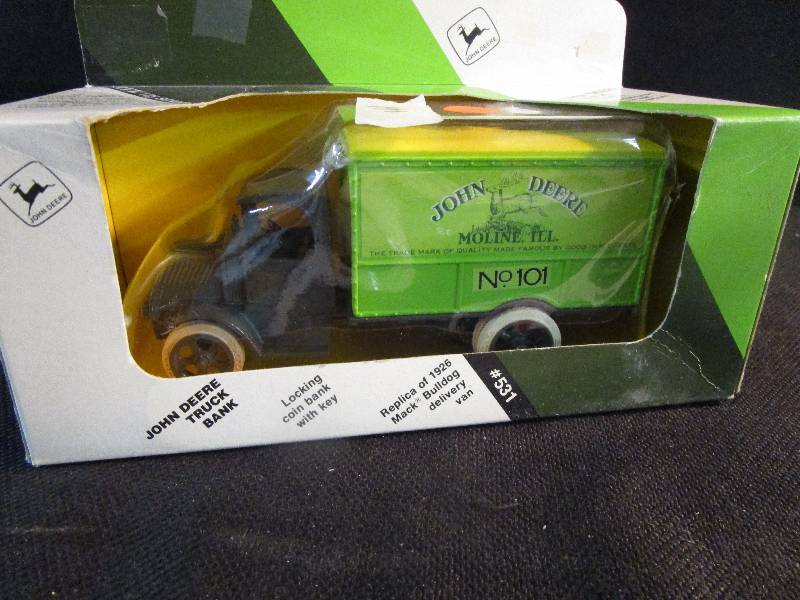 JOHN DEERE
JOHN DEERE
JOHN DEERE
MOLINE, ILL.
THE TRADE MARK OF QUALITY MADE FAMOUS BY GOOD IMPLEMENTS
Nº 101
JOHN DEERE
TRUCK
BANK
Locking
coin bank
with key
Replica of 1926
Mack® Bulldog
delivery
van
#531